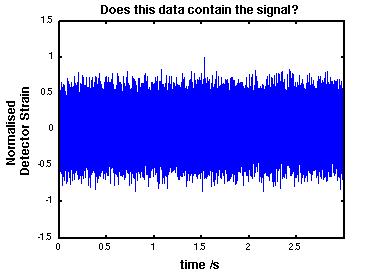 Does this data contain the signal?
Normalised
Detector Strain
1.5
1
0.5
0
-0.5
-1
-1.5
0 0.5 1 1.5 2 2.5
time /s